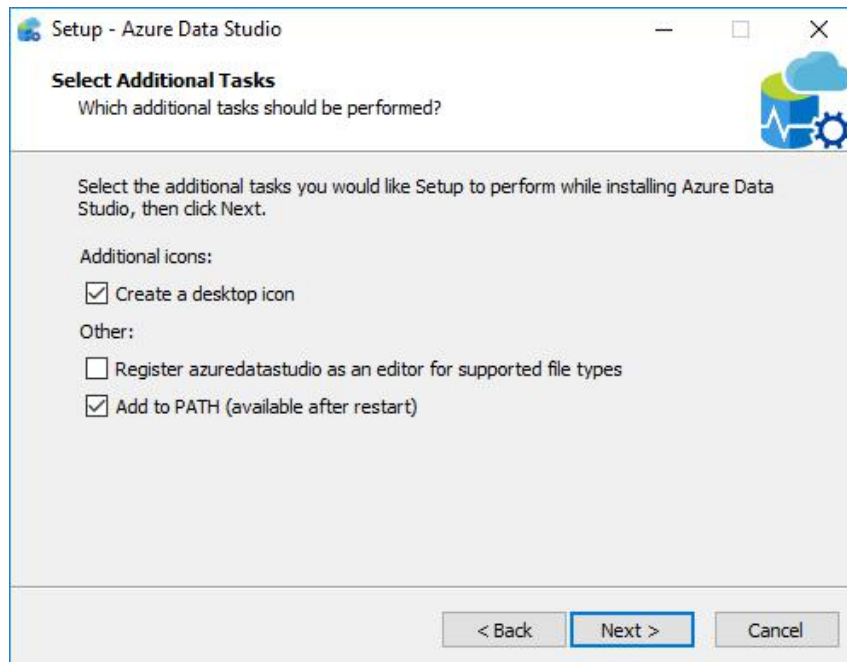 Setup - Azure Data Studio
Select Additional Tasks
Which additional tasks should be performed?
Select the additional tasks you would like Setup to perform while installing Azure Data
Studio, then click Next.
Additional icons:
Create a desktop icon
Other:
Register azuredatastudio as an editor for supported file types
Add to PATH (available after restart)
< Back
Next >
Cancel